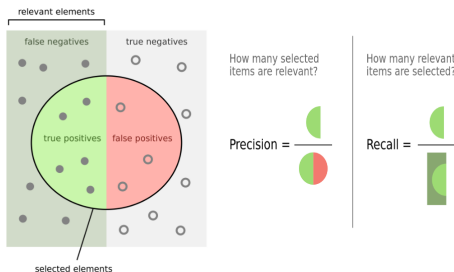 relevant elements
false negatives
true negatives
true positives
false positives
selected elements
How many selected
items are relevant?
Precision =
How many relevant
items are selected?
Recall =